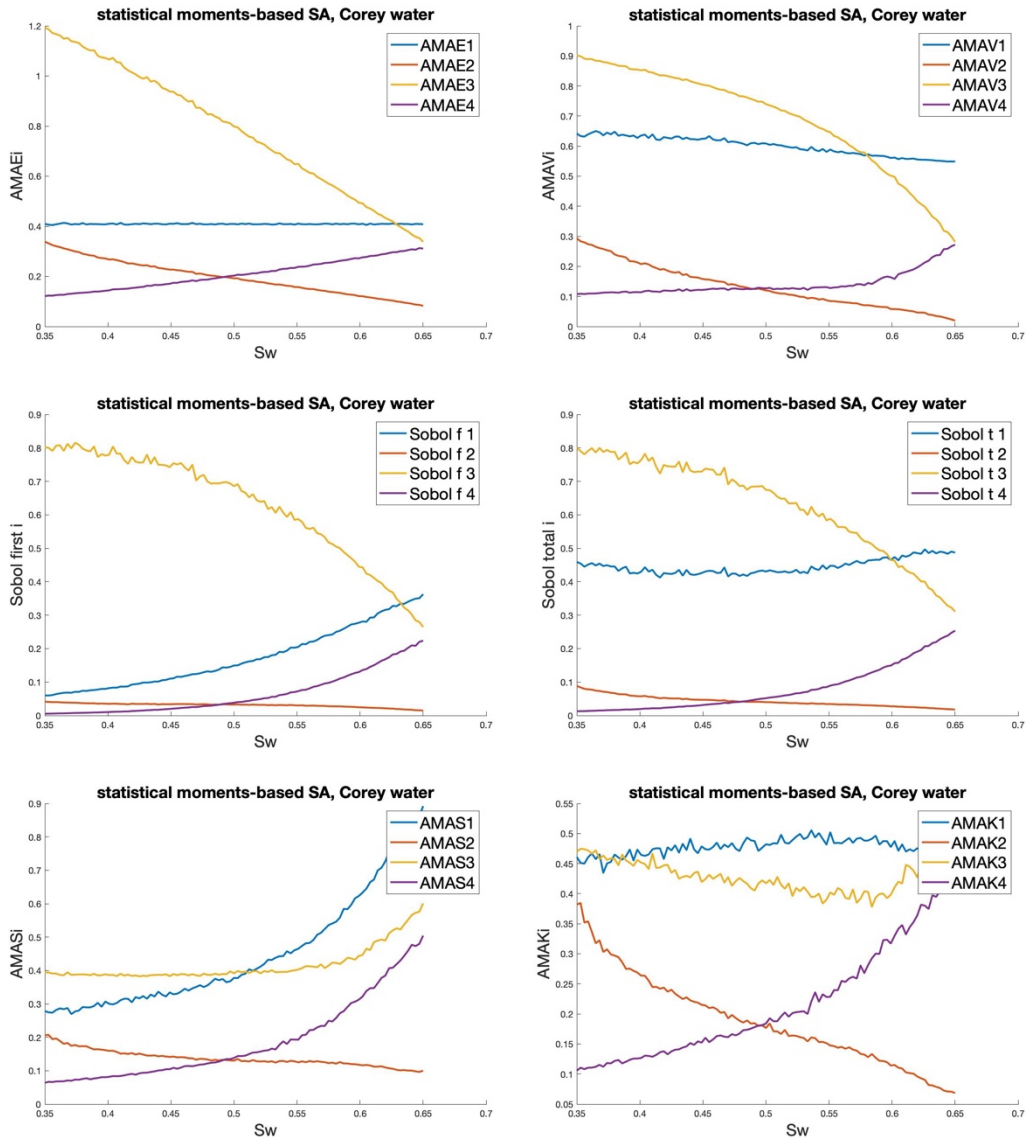 statistical moments-based SA, Corey water
1.2
1
0.8
0.6
0.4
0.2
0
AMAEi
AMAE1
AMAE2
AMAE3
AMAE4
0.35 0.4 0.45 0.5 0.55 0.6 0.65 0.7
Sw
statistical moments-based SA, Corey water
1
0.9
0.8
0.7
0.6
0.5
0.4
0.3
0.2
0.1
0
AMAVi
AMAV1
AMAV2
AMAV3
AMAV4
0.35 0.4 0.45 0.5 0.55 0.6 0.65 0.7
Sw
statistical moments-based SA, Corey water
0.9
0.8
0.7
0.6
0.5
0.4
0.3
0.2
0.1
0
Sobol first i
Sobol f 1
Sobol f 2
Sobol f 3
Sobol f 4
0.35 0.4 0.45 0.5 0.55 0.6 0.65 0.7
Sw
statistical moments-based SA, Corey water
0.9
0.8
0.7
0.6
0.5
0.4
0.3
0.2
0.1
0
Sobol total i
Sobol t 1
Sobol t 2
Sobol t 3
Sobol t 4
0.35 0.4 0.45 0.5 0.55 0.6 0.65 0.7
Sw
statistical moments-based SA, Corey water
0.9
0.8
0.7
0.6
0.5
0.4
0.3
0.2
0.1
0
AMASi
AMAS1
AMAS2
AMAS3
AMAS4
0.35 0.4 0.45 0.5 0.55 0.6 0.65 0.7
Sw
statistical moments-based SA, Corey water
0.55
0.5
0.45
0.4
0.35
0.3
0.25
0.2
0.15
0.1
0.05
AMAKi
AMAK1
AMAK2
AMAK3
AMAK4
0.35 0.4 0.45 0.5 0.55 0.6 0.65 0.7
Sw